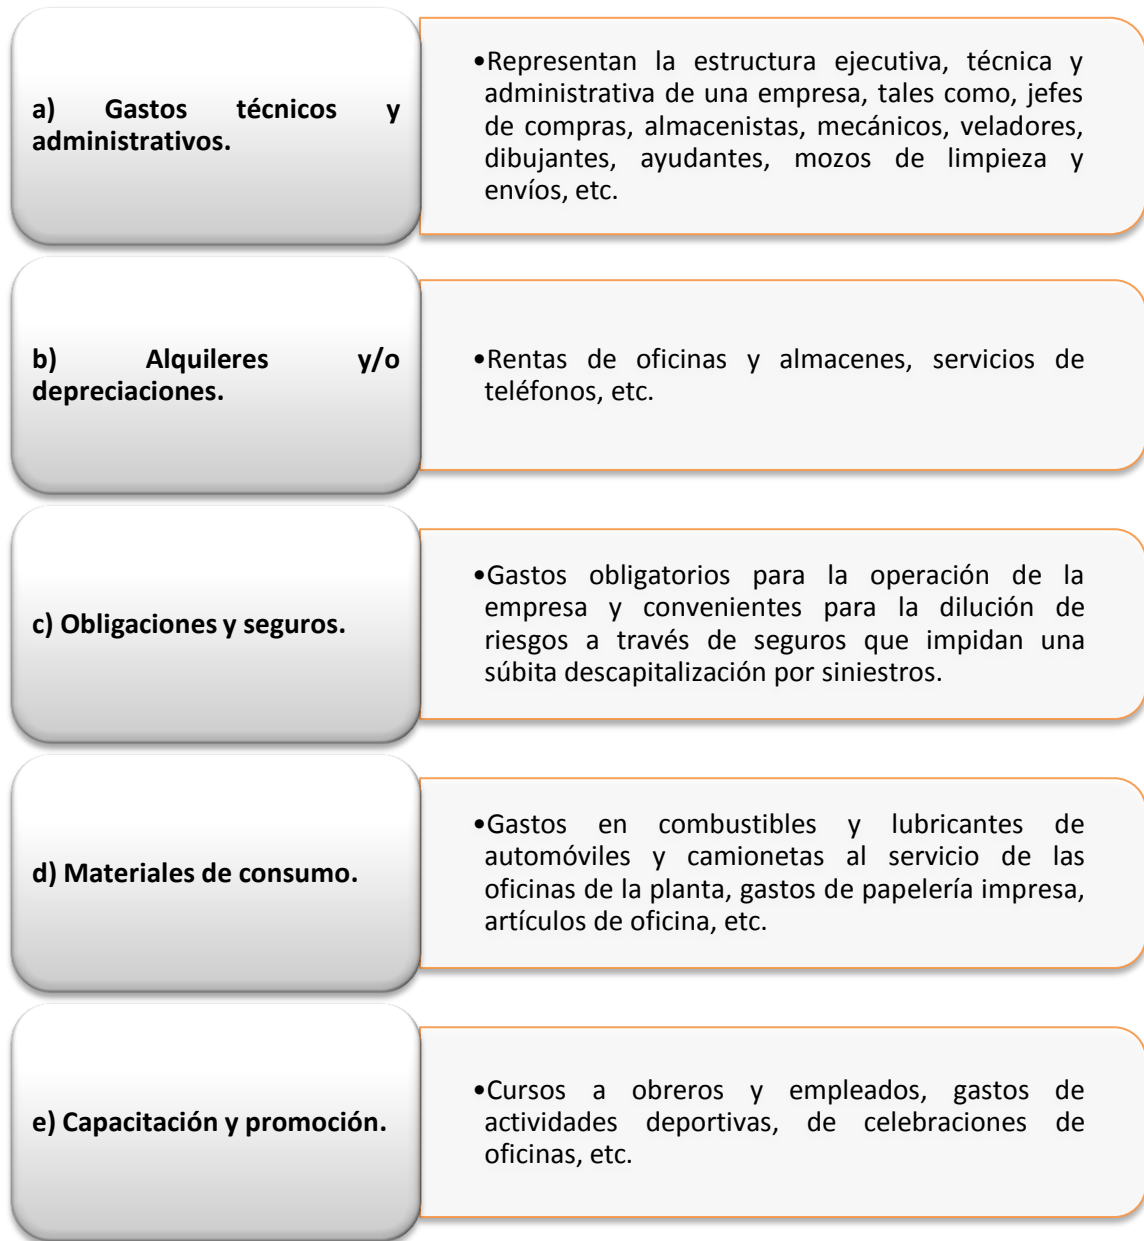 a) Gastos técnicos y
administrativos.
•Representan la estructura ejecutiva, técnica y
administrativa de una empresa, tales como, jefes
de compras, almacenistas, mecánicos, veladores,
dibujantes, ayudantes, mozos de limpieza y
envíos, etc.
b) Alquileres y/o
depreciaciones.
•Rentas de oficinas y almacenes, servicios de
teléfonos, etc.
c) Obligaciones y seguros.
•Gastos obligatorios para la operación de la
empresa y convenientes para la dilución de
riesgos a través de seguros que impidan una
súbita descapitalización por siniestros.
d) Materiales de consumo.
•Gastos en combustibles y lubricantes de
automóviles y camionetas al servicio de las
oficinas de la planta, gastos de papelería impresa,
artículos de oficina, etc.
e) Capacitación y promoción.
•Cursos a obreros y empleados, gastos de
actividades deportivas, de celebraciones de
oficinas, etc.